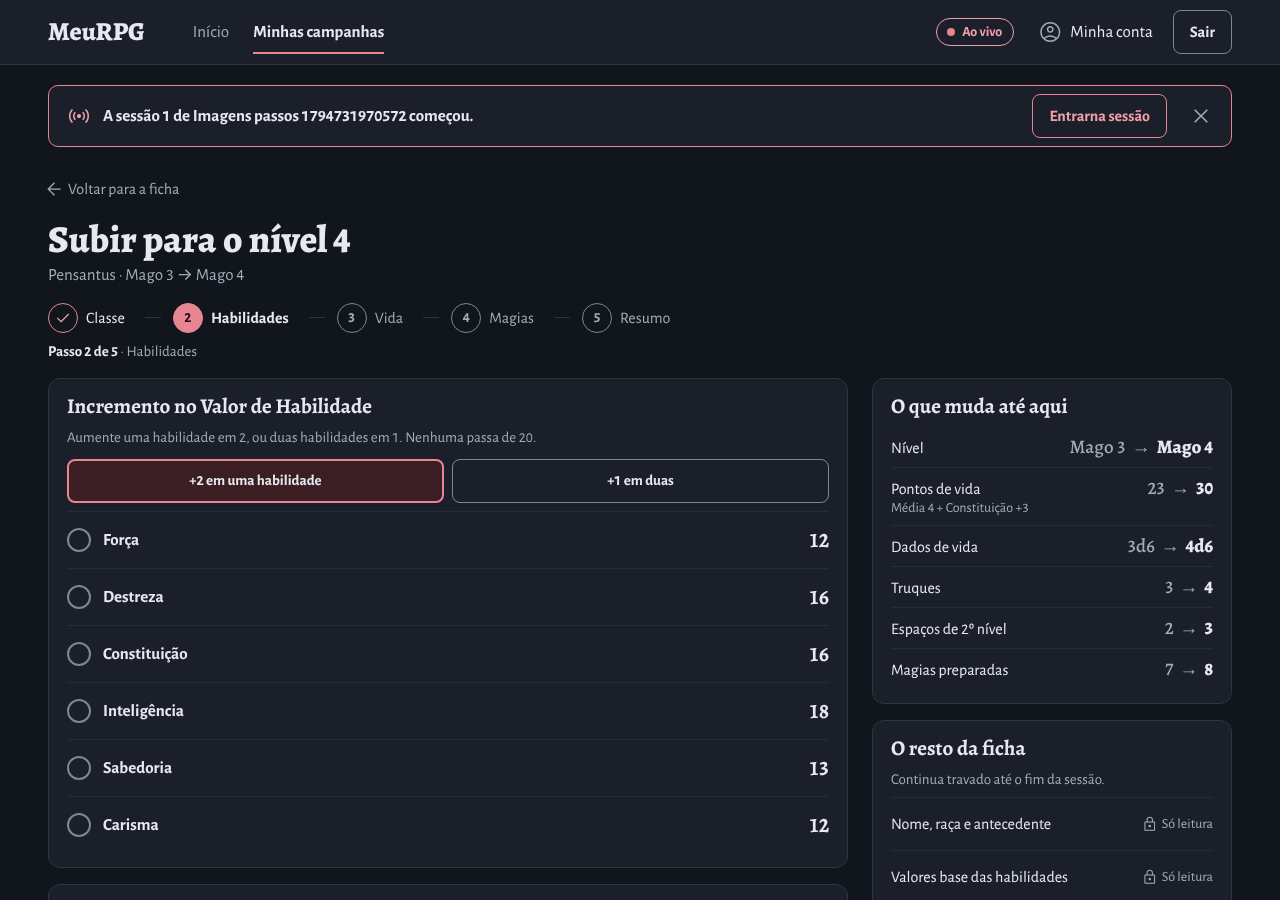 MeuRPG
Início
Minhas campanhas
Ao vivo
Minha conta
Sair
A sessão 1 de Imagens passos 1794731970572 começou.
Entrarna sessão
Voltar para a ficha
Subir para o nível 4
Pensantus · Mago 3 → Mago 4
Classe
2 Habilidades
3 Vida
4 Magias
5 Resumo
Passo 2 de 5 · Habilidades
Incremento no Valor de Habilidade
Aumente uma habilidade em 2, ou duas habilidades em 1. Nenhuma passa de 20.
+2 em uma habilidade
+1 em duas
Força 12
Destreza 16
Constituição 16
Inteligência 18
Sabedoria 13
Carisma 12
O que muda até aqui
Nível Mago 3 → Mago 4
Pontos de vida 23 → 30
Média 4 + Constituição +3
Dados de vida 3d6 → 4d6
Truques 3 → 4
Espaços de 2º nível 2 → 3
Magias preparadas 7 → 8
O resto da ficha
Continua travado até o fim da sessão.
Nome, raça e antecedente Só leitura
Valores base das habilidades Só leitura